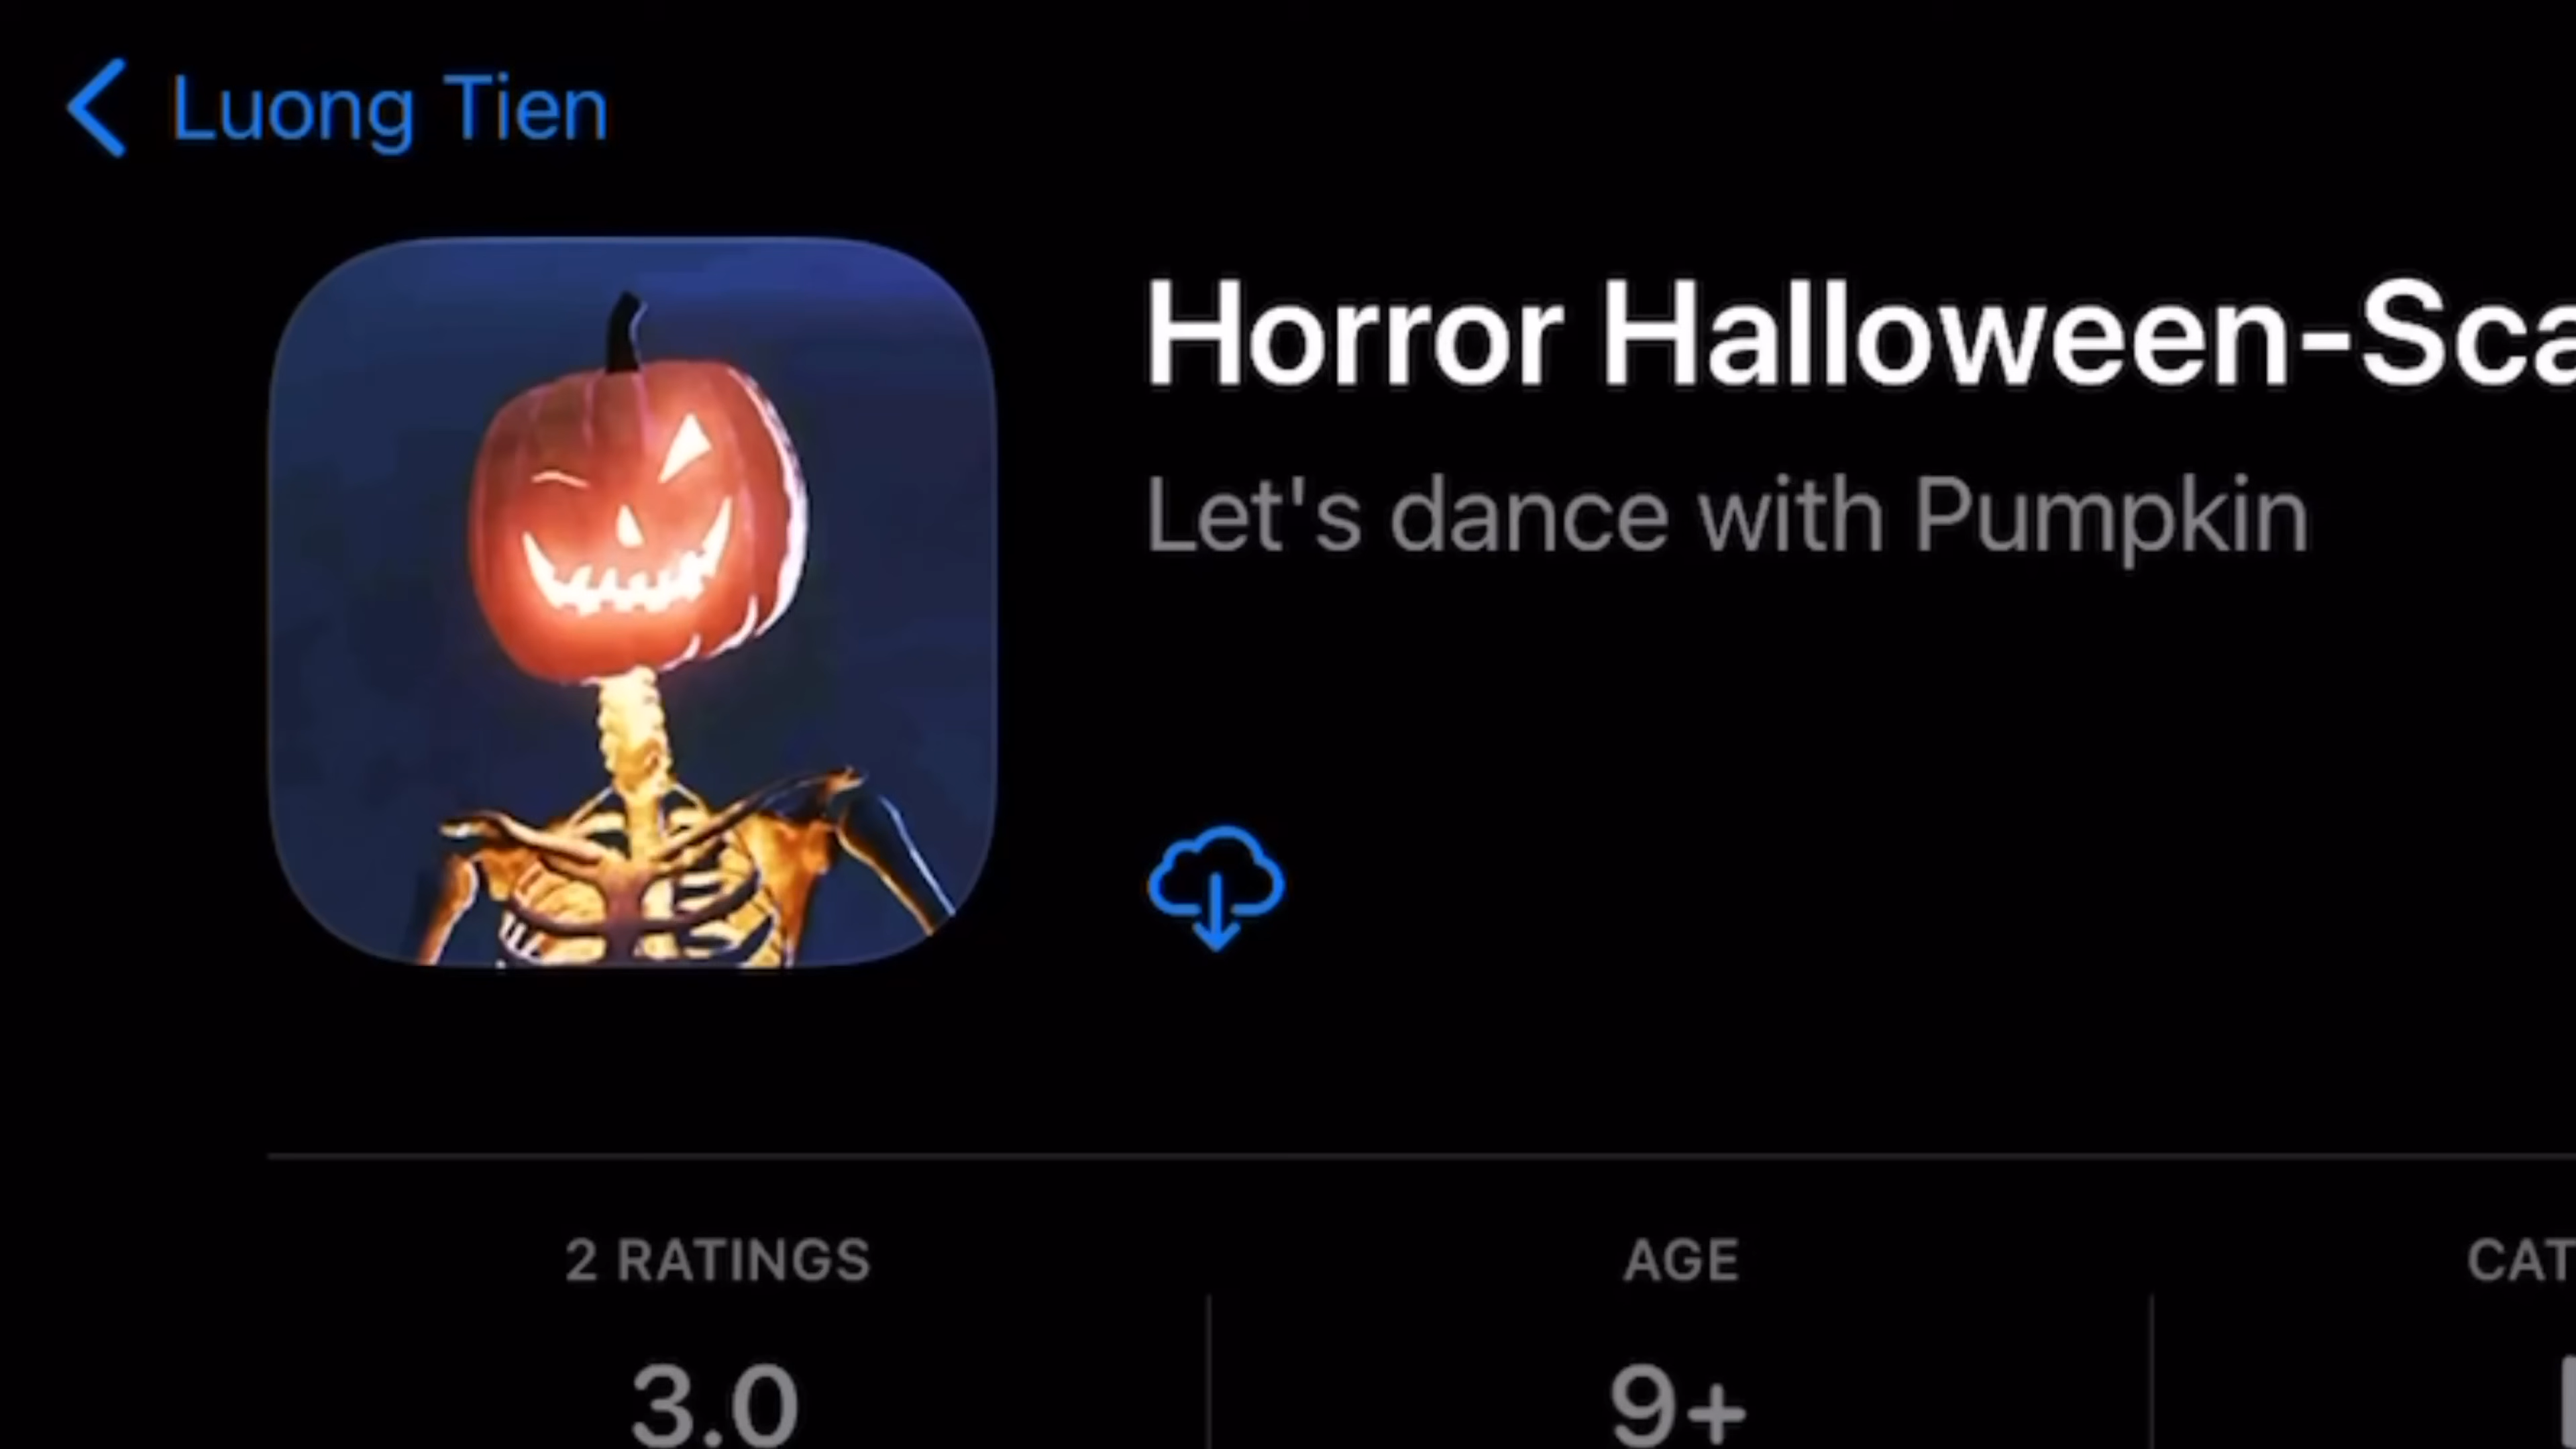 Luong Tien
Horror Halloween-Sca
Let's dance with Pumpkin
2 RATINGS
AGE
CAT
3.0
9+